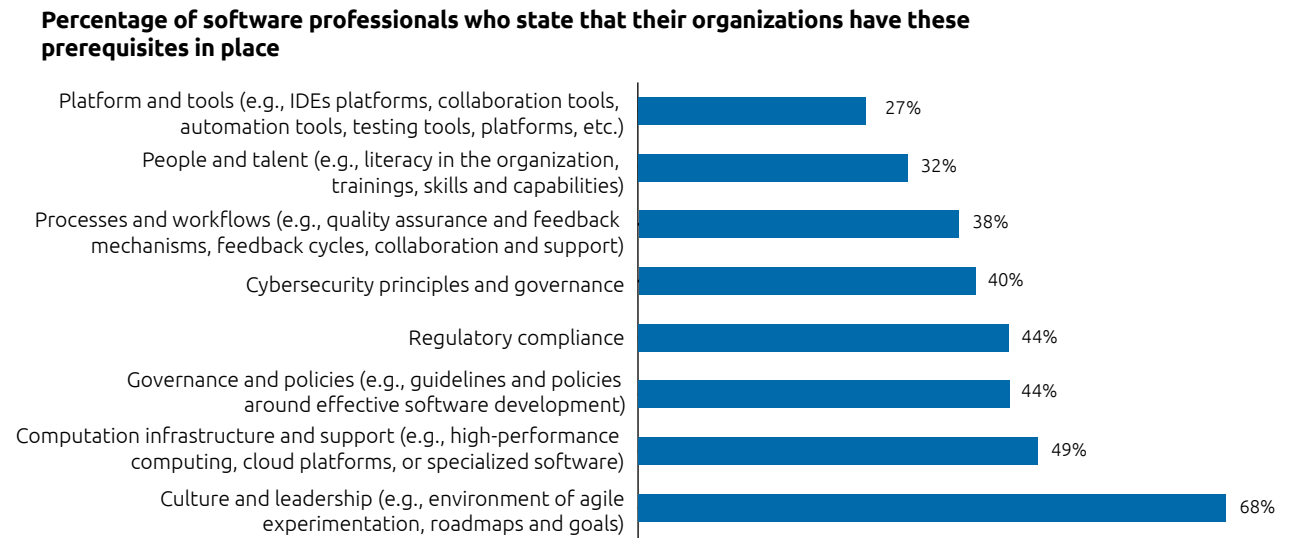 Percentage of software professionals who state that their organizations have these
prerequisites in place
Platform and tools (e.g., IDEs platforms, collaboration tools,
automation tools, testing tools, platforms, etc.)
27%
People and talent (e.g., literacy in the organization,
trainings, skills and capabilities)
32%
Processes and workflows (e.g., quality assurance and feedback
mechanisms, feedback cycles, collaboration and support)
38%
Cybersecurity principles and governance
40%
Regulatory compliance
44%
Governance and policies (e.g., guidelines and policies
around effective software development)
44%
Computation infrastructure and support (e.g., high-performance
computing, cloud platforms, or specialized software)
49%
Culture and leadership (e.g., environment of agile
experimentation, roadmaps and goals)
68%